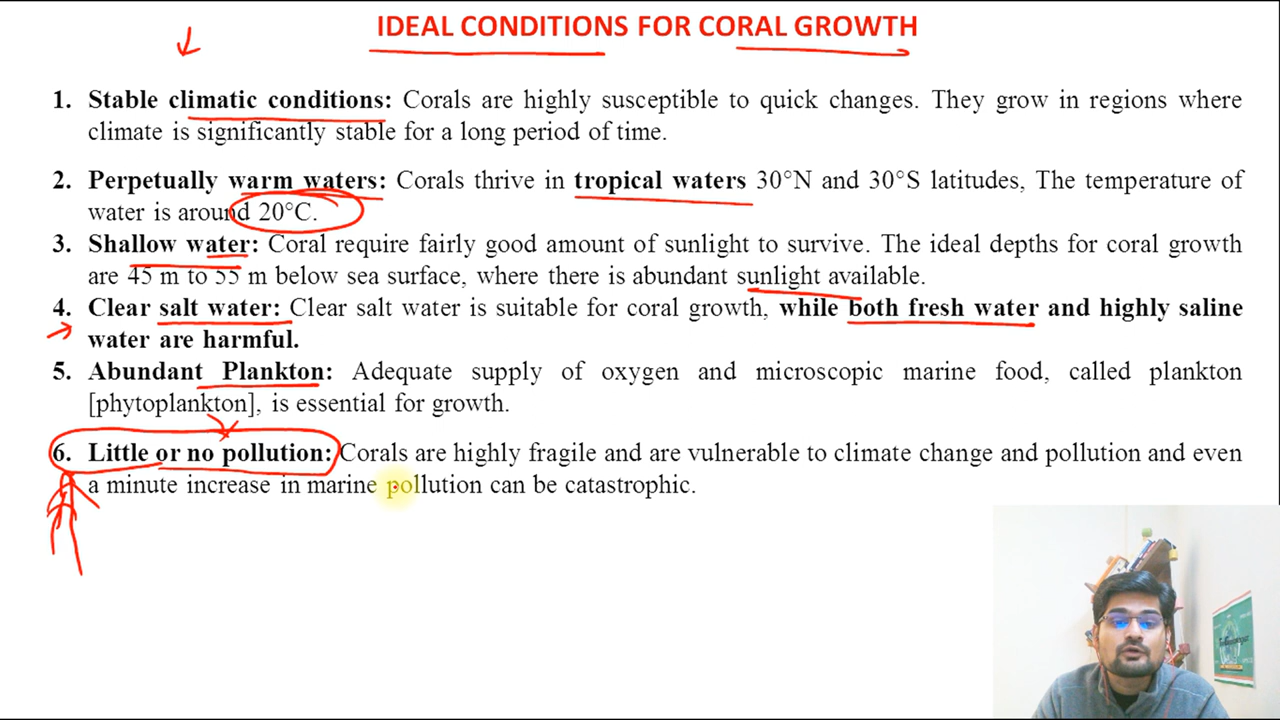 IDEAL CONDITIONS FOR CORAL GROWTH
1. Stable climatic conditions: Corals are highly susceptible to quick changes. They grow in regions where
climate is significantly stable for a long period of time.
2. Perpetually warm waters: Corals thrive in tropical waters 30°N and 30°S latitudes, The temperature of
water is around 20°C.
3. Shallow water: Coral require fairly good amount of sunlight to survive. The ideal depths for coral growth
are 45 m to 55 m below sea surface, where there is abundant sunlight available.
4. Clear salt water: Clear salt water is suitable for coral growth, while both fresh water and highly saline
water are harmful.
5. Abundant Plankton: Adequate supply of oxygen and microscopic marine food, called plankton
[phytoplankton], is essential for growth.
6. Little or no pollution: Corals are highly fragile and are vulnerable to climate change and pollution and even
a minute increase in marine pollution can be catastrophic.